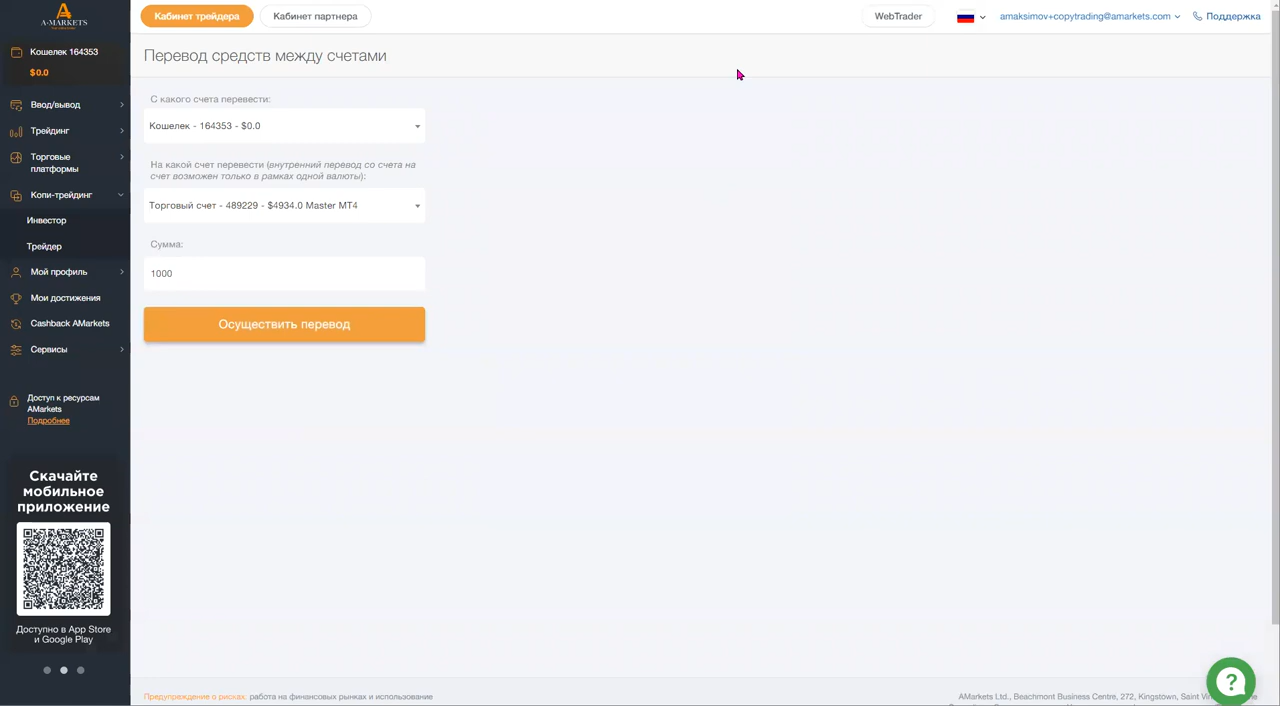 A-MARKETS
Кабинет трейдера
Кабинет партнера
WebTrader
amaksimov+copytrading@amarkets.com
Поддержка
Кошелек 164353
$0.0
Ввод/вывод
Трейдинг
Торговые
платформы
Копи-трейдинг
Инвестор
Трейдер
Мой профиль
Мои достижения
Cashback AMarkets
Сервисы
Доступ к ресурсам
AMarkets
Подробнее
Скачайте
мобильное
приложение
Доступно в App Store
и Google Play
Перевод средств между счетами
С какого счета перевести:
Кошелек - 164353 - $0.0
На какой счет перевести (внутренний перевод со счета на
счет возможен только в рамках одной валюты):
Торговый счет - 489229 - $4934.0 Master MT4
Сумма:
1000
Осуществить перевод
Предупреждение о рисках: работа на финансовых рынках и использование
AMarkets Ltd., Beachmont Business Centre, 272, Kingstown, Saint
?